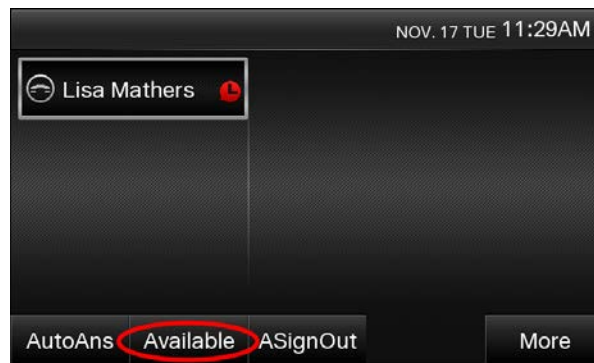 NOV. 17 TUE 11:29AM
Lisa Mathers
AutoAns Available ASignOut More